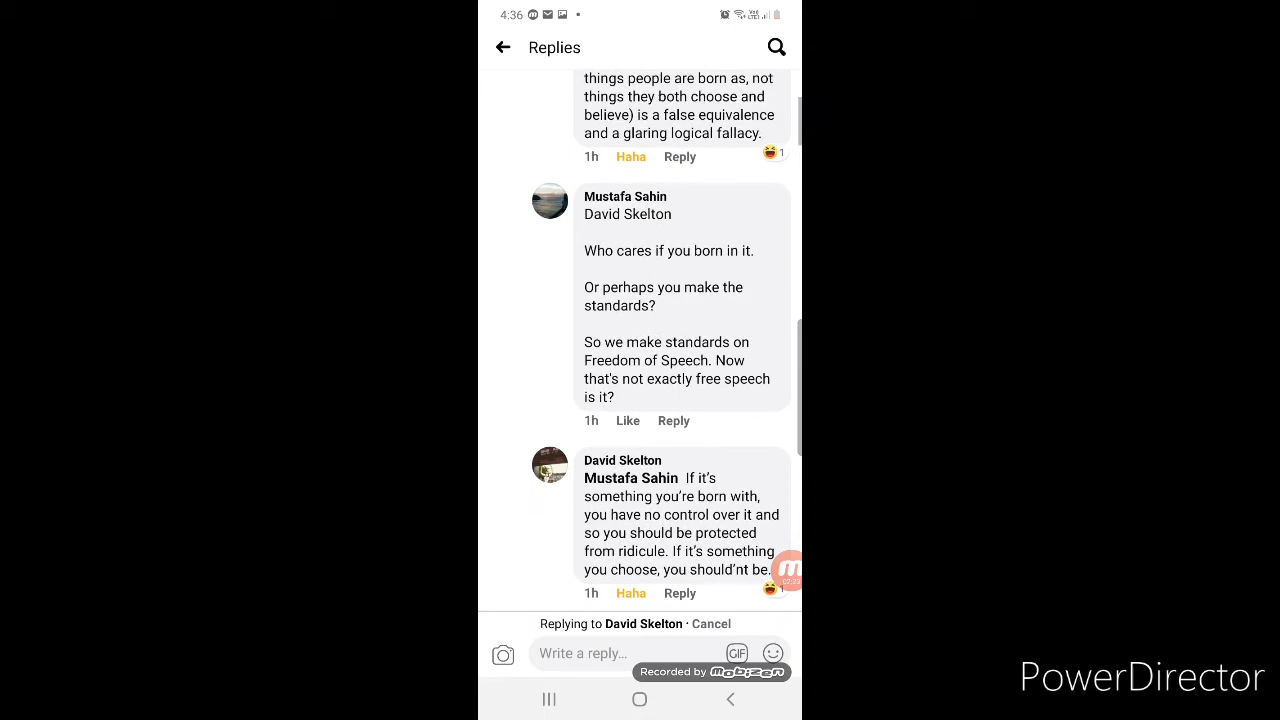 4:36
Replies
things people are born as, not
things they both choose and
believe) is a false equivalence
and a glaring logical fallacy.
1h Haha Reply 1
Mustafa Sahin
David Skelton
Who cares if you born in it.
Or perhaps you make the
standards?
So we make standards on
Freedom of Speech. Now
that's not exactly free speech
is it?
1h Like Reply
David Skelton
Mustafa Sahin If it's
something you're born with,
you have no control over it and
so you should be protected
from ridicule. If it's something
you choose, you should'nt be.
1h Haha Reply
Replying to David Skelton · Cancel
Write a reply... GIF
Recorded by Mobizen
PowerDirector